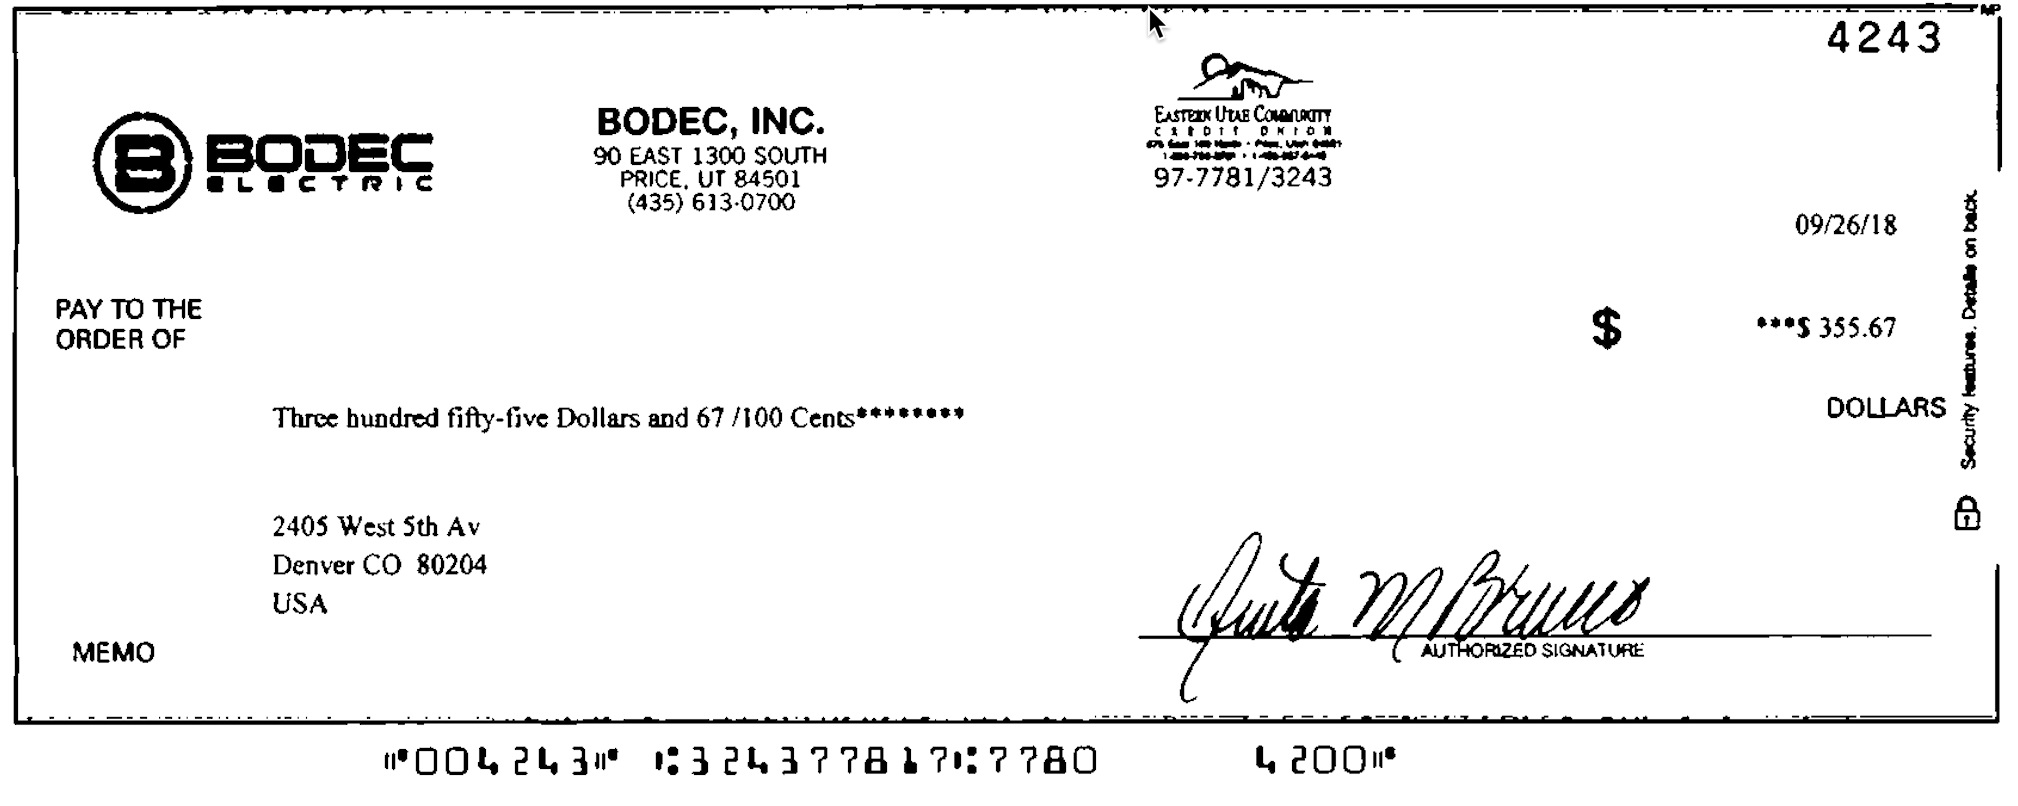 4243
BODEC
ELECTRIC
BODEC, INC.
90 EAST 1300 SOUTH
PRICE, UT 84501
(435) 613-0700
EASTERN UTAH COMMUNITY
CREDIT UNION
97-7781/3243
09/26/18
PAY TO THE
ORDER OF
$ ***$ 355.67
Three hundred fifty-five Dollars and 67 /100 Cents********
DOLLARS
2405 West 5th Av
Denver CO 80204
USA
MEMO
M Bruno
AUTHORIZED SIGNATURE
Security features. Details on back.
MP
⑈004243⑈ ⑆324377817⑆7780 4200⑈